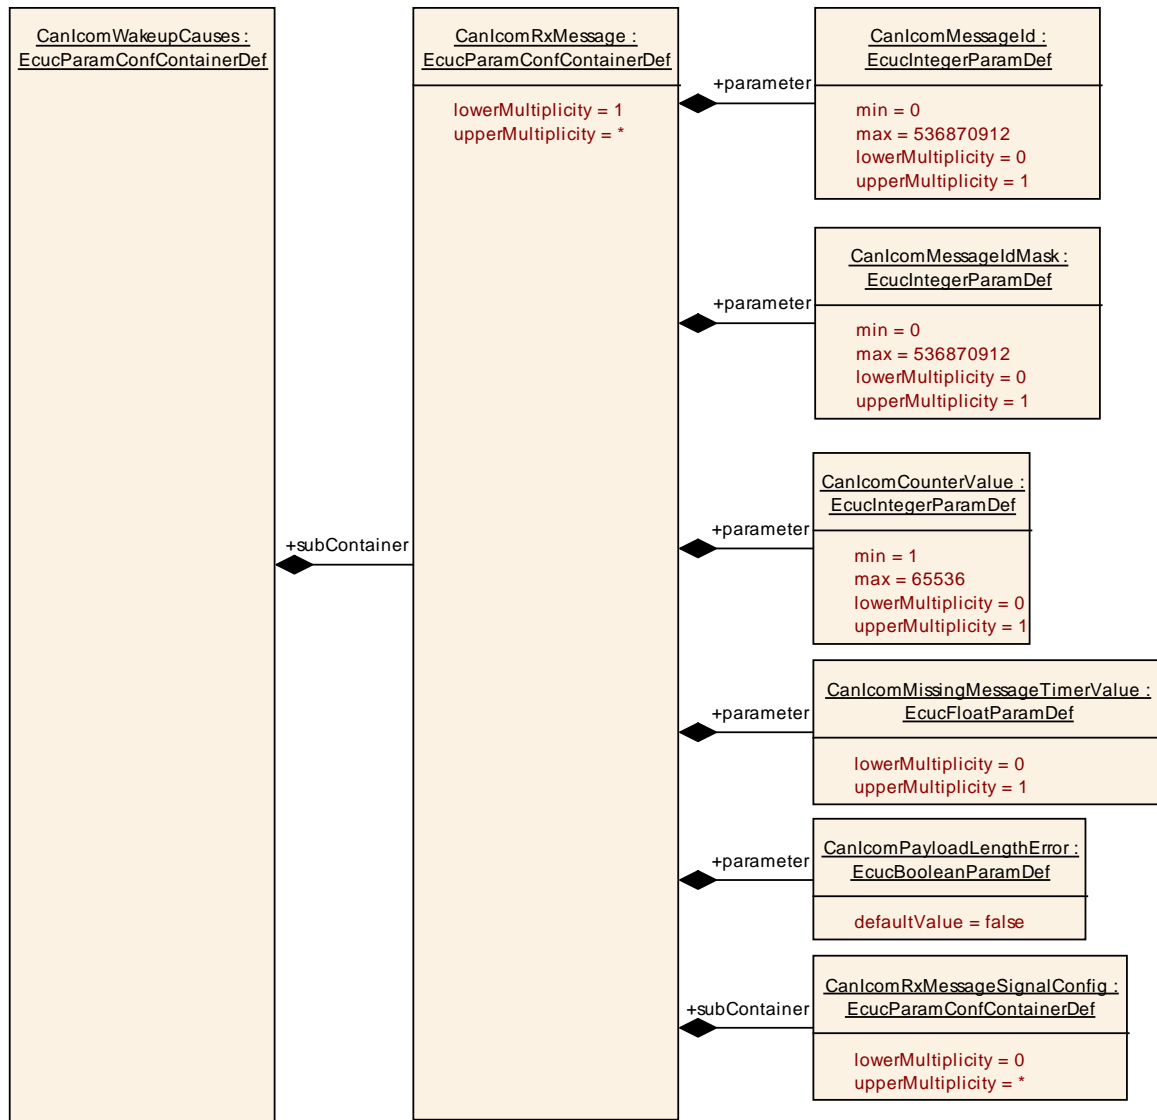 CanIcomWakeupCauses :
EcucParamConfContainerDef
CanIcomRxMessage :
EcucParamConfContainerDef
lowerMultiplicity = 1
upperMultiplicity = *
+subContainer
+parameter
CanIcomMessageId :
EcucIntegerParamDef
min = 0
max = 536870912
lowerMultiplicity = 0
upperMultiplicity = 1
+parameter
CanIcomMessageIdMask :
EcucIntegerParamDef
min = 0
max = 536870912
lowerMultiplicity = 0
upperMultiplicity = 1
+parameter
CanIcomCounterValue :
EcucIntegerParamDef
min = 1
max = 65536
lowerMultiplicity = 0
upperMultiplicity = 1
+parameter
CanIcomMissingMessageTimerValue :
EcucFloatParamDef
lowerMultiplicity = 0
upperMultiplicity = 1
+parameter
CanIcomPayloadLengthError :
EcucBooleanParamDef
defaultValue = false
+subContainer
CanIcomRxMessageSignalConfig :
EcucParamConfContainerDef
lowerMultiplicity = 0
upperMultiplicity = *